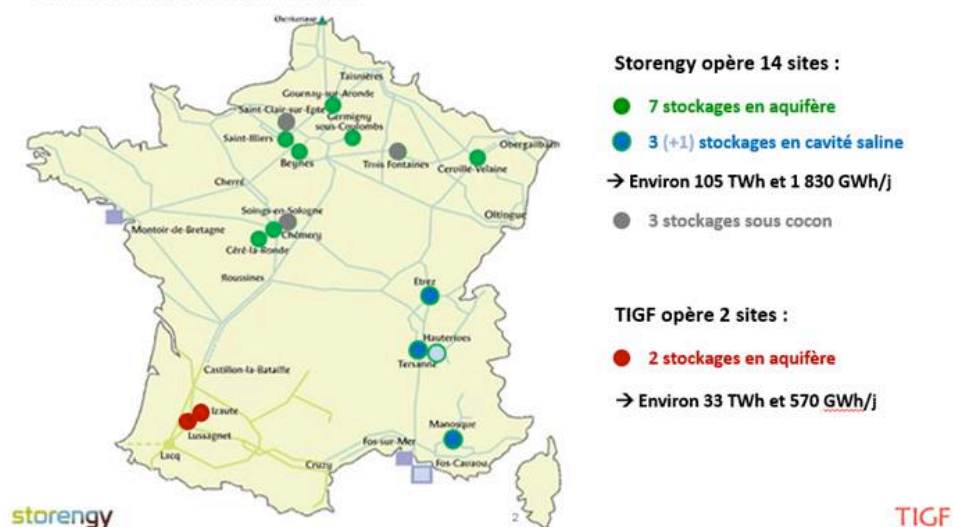 Taisnières
Gournay-sur-Aronde
Saint-Clair-sur-Epte
Germigny
sous-Coulombs
Saint-Illiers
Beynes
Trois Fontaines
Cerville-Velaine
Obergailbach
Cherré
Oltingue
Soings-en-Sologne
Montoir-de-Bretagne
Chémery
Céré-la-Ronde
Roussines
Etrez
Hauterives
Tersanne
Castillon-la-Bataille
Izaute
Lussagnet
Lacq
Manosque
Fos-sur-Mer
Cruzy
Fos-Cavaou
2
storengy
Storengy opère 14 sites :
7 stockages en aquifère
3 (+1) stockages en cavité saline
→ Environ 105 TWh et 1 830 GWh/j
3 stockages sous cocon
TIGF opère 2 sites :
2 stockages en aquifère
→ Environ 33 TWh et 570 GWh/j
TIGF